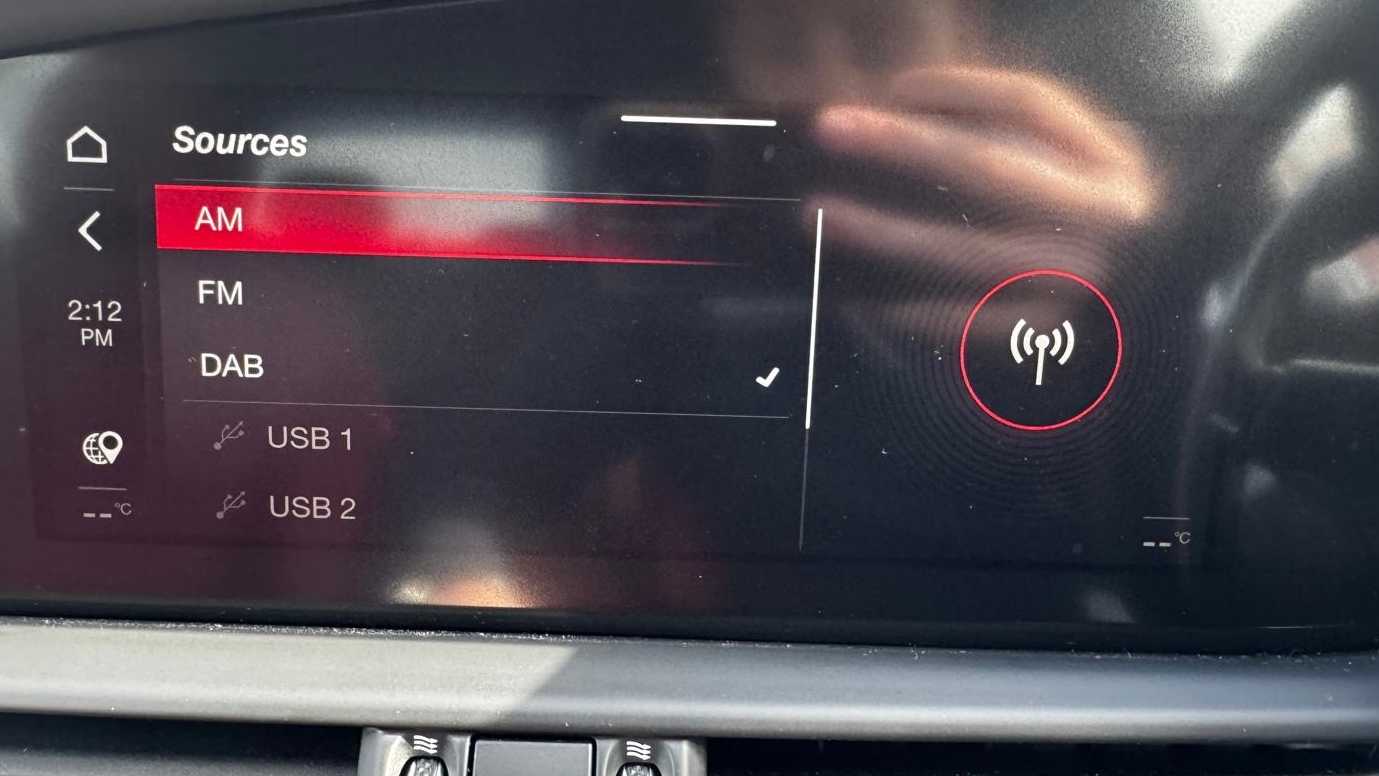 Sources
AM
FM
2:12
PM
DAB
USB 1
USB 2
--°C
--°C